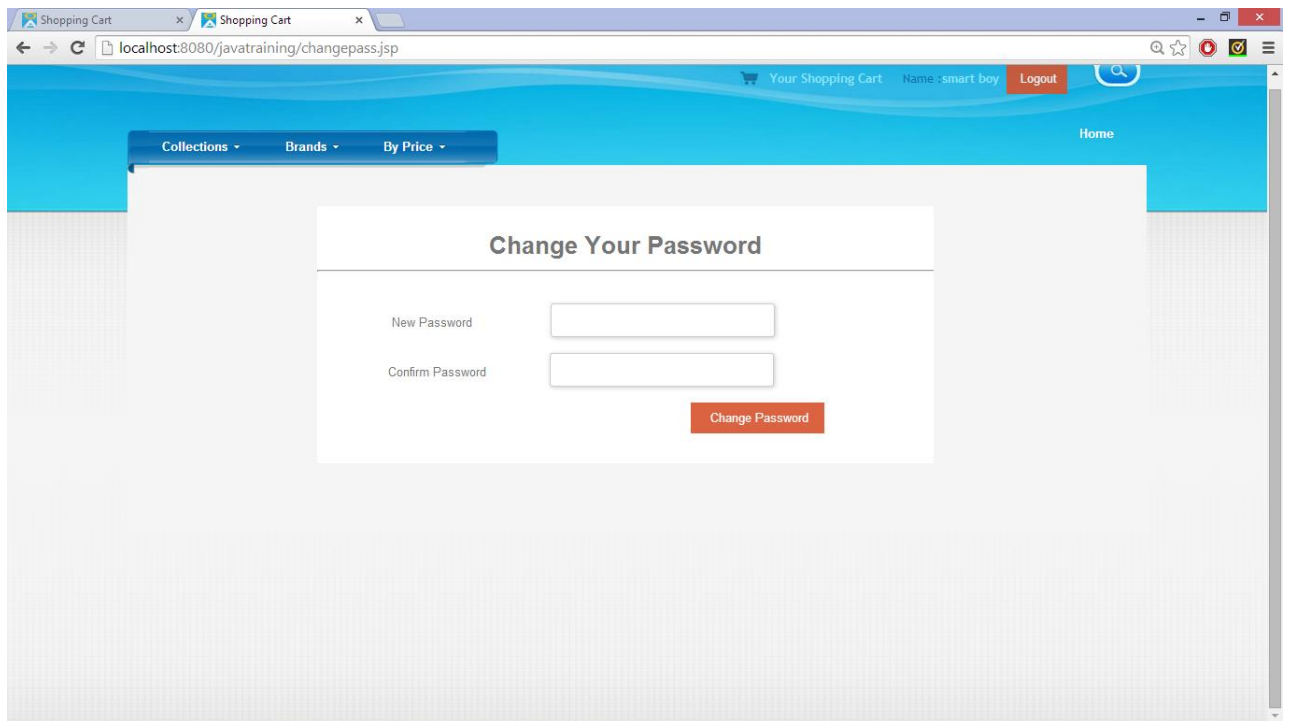 Shopping Cart
Shopping Cart
localhost:8080/javatraining/changepass.jsp
Your Shopping Cart Name :smart boy Logout
Home
Collections Brands By Price
Change Your Password
New Password
Confirm Password
Change Password